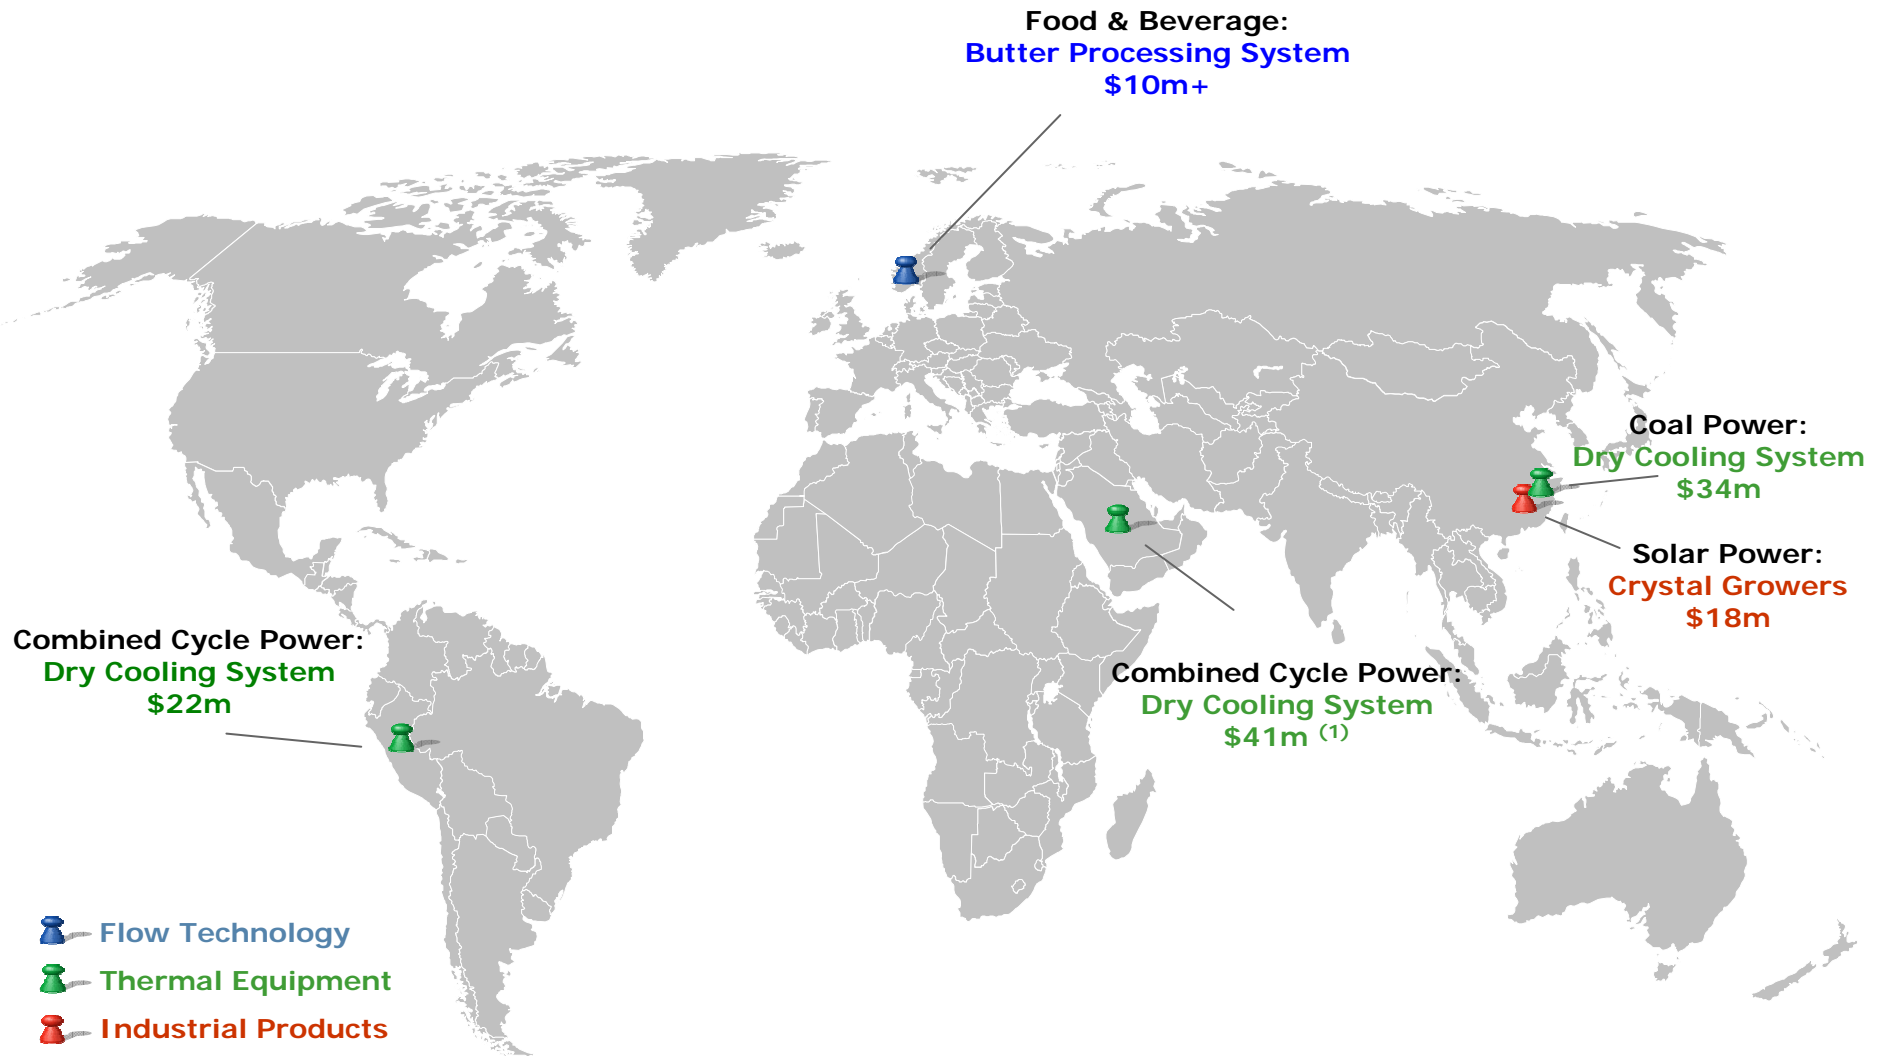 Food & Beverage:
Butter Processing System
$10m+
Coal Power:
Dry Cooling System
$34m
Solar Power:
Crystal Growers
$18m
Combined Cycle Power:
Dry Cooling System
$22m
Combined Cycle Power:
Dry Cooling System
$41m (1)
Flow Technology
Thermal Equipment
Industrial Products